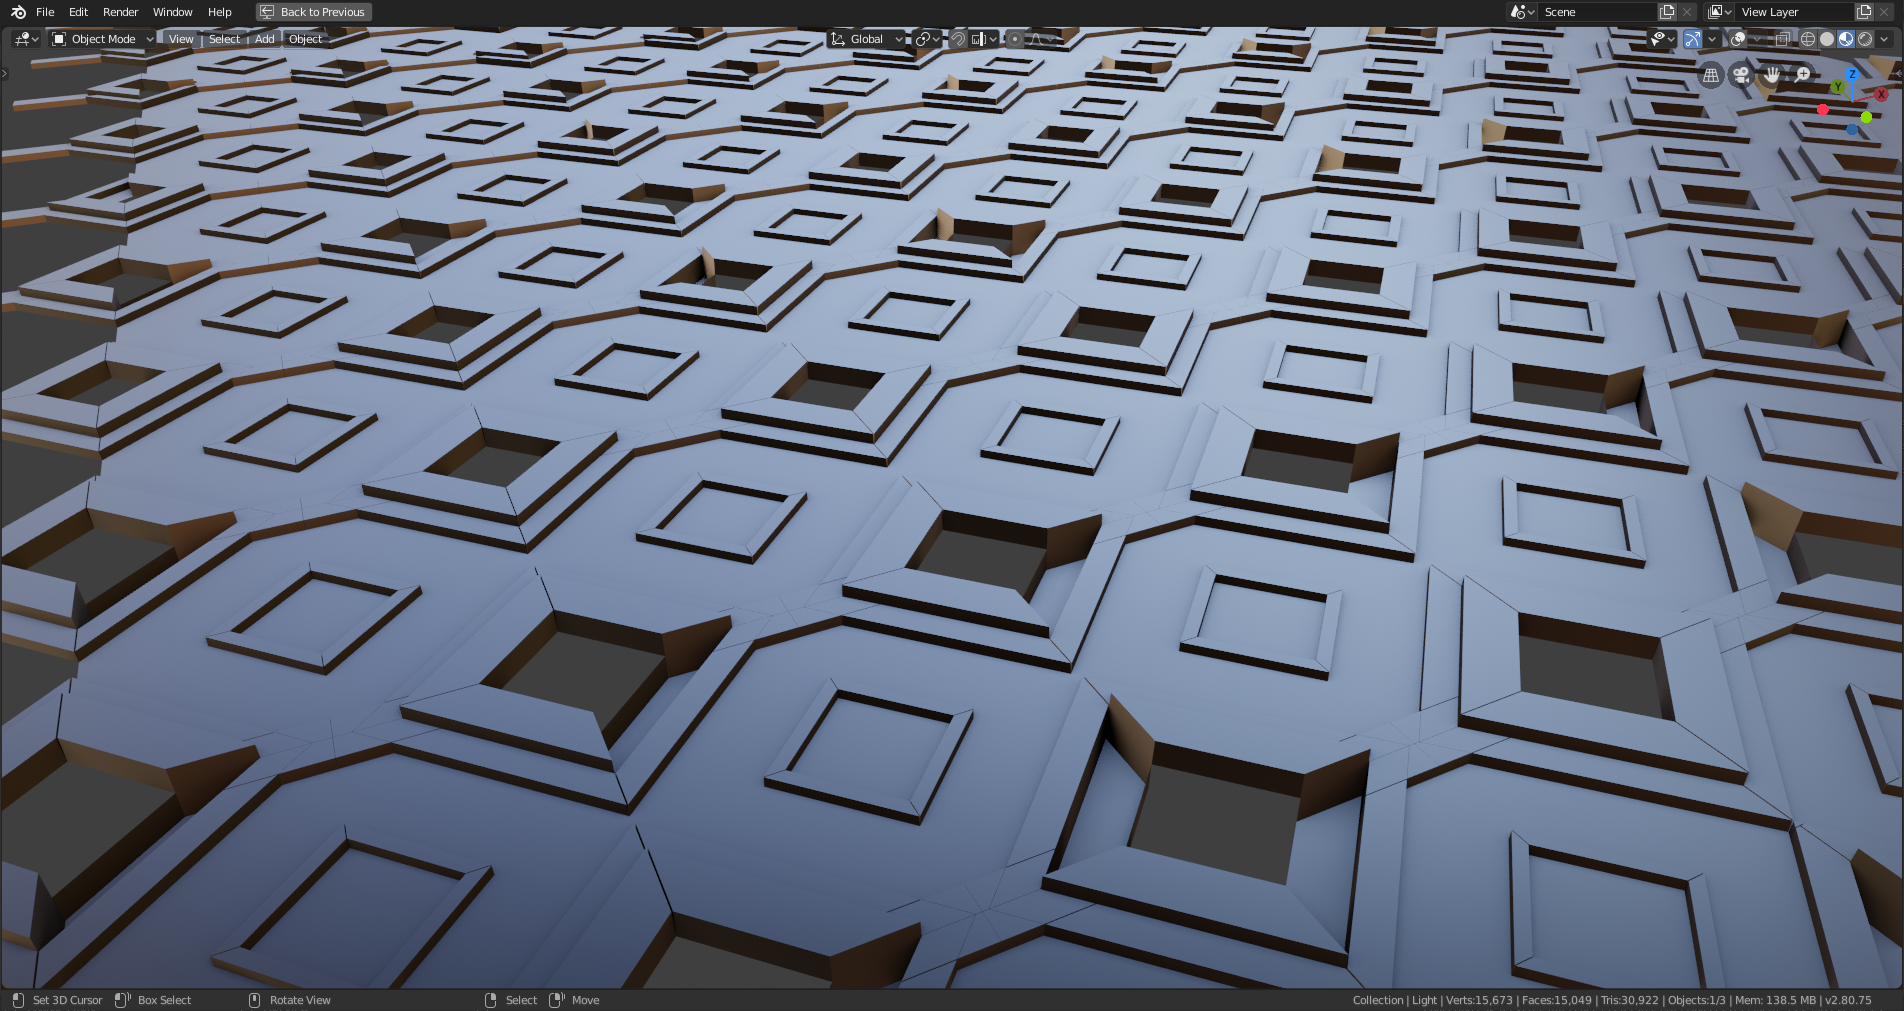 File Edit Render Window Help Back to Previous Scene View Layer
Object Mode View Select Add Object Global
Z
Y X
Set 3D Cursor Box Select Rotate View Select Move Collection | Light | Verts:15,673 | Faces:15,049 | Tris:30,922 | Objects:1/3 | Mem: 138.5 MB | v2.80.75